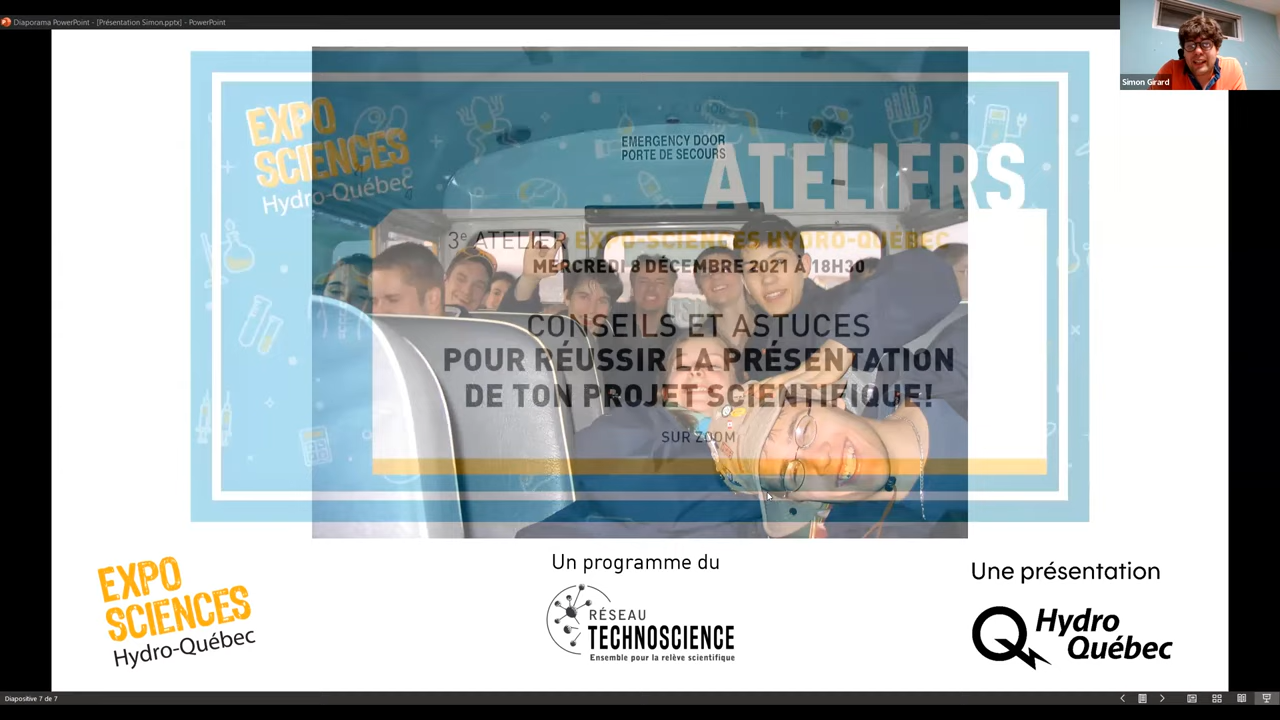 Diaporama PowerPoint - [Présentation Simon.pptx] - PowerPoint
Simon Girard
EXPO
SCIENCES
Hydro-Québec
EMERGENCY DOOR
PORTE DE SECOURS
ATELIERS
3e ATELIER EXPO-SCIENCES HYDRO-QUÉBEC
MERCREDI 8 DÉCEMBRE 2021 À 18H30
CONSEILS ET ASTUCES
POUR RÉUSSIR LA PRÉSENTATION
DE TON PROJET SCIENTIFIQUE!
SUR ZOOM
EXPO
SCIENCES
Hydro-Québec
Un programme du
RÉSEAU
TECHNOSCIENCE
Ensemble pour la relève scientifique
Une présentation
Hydro
Québec
Diapositive 7 de 7